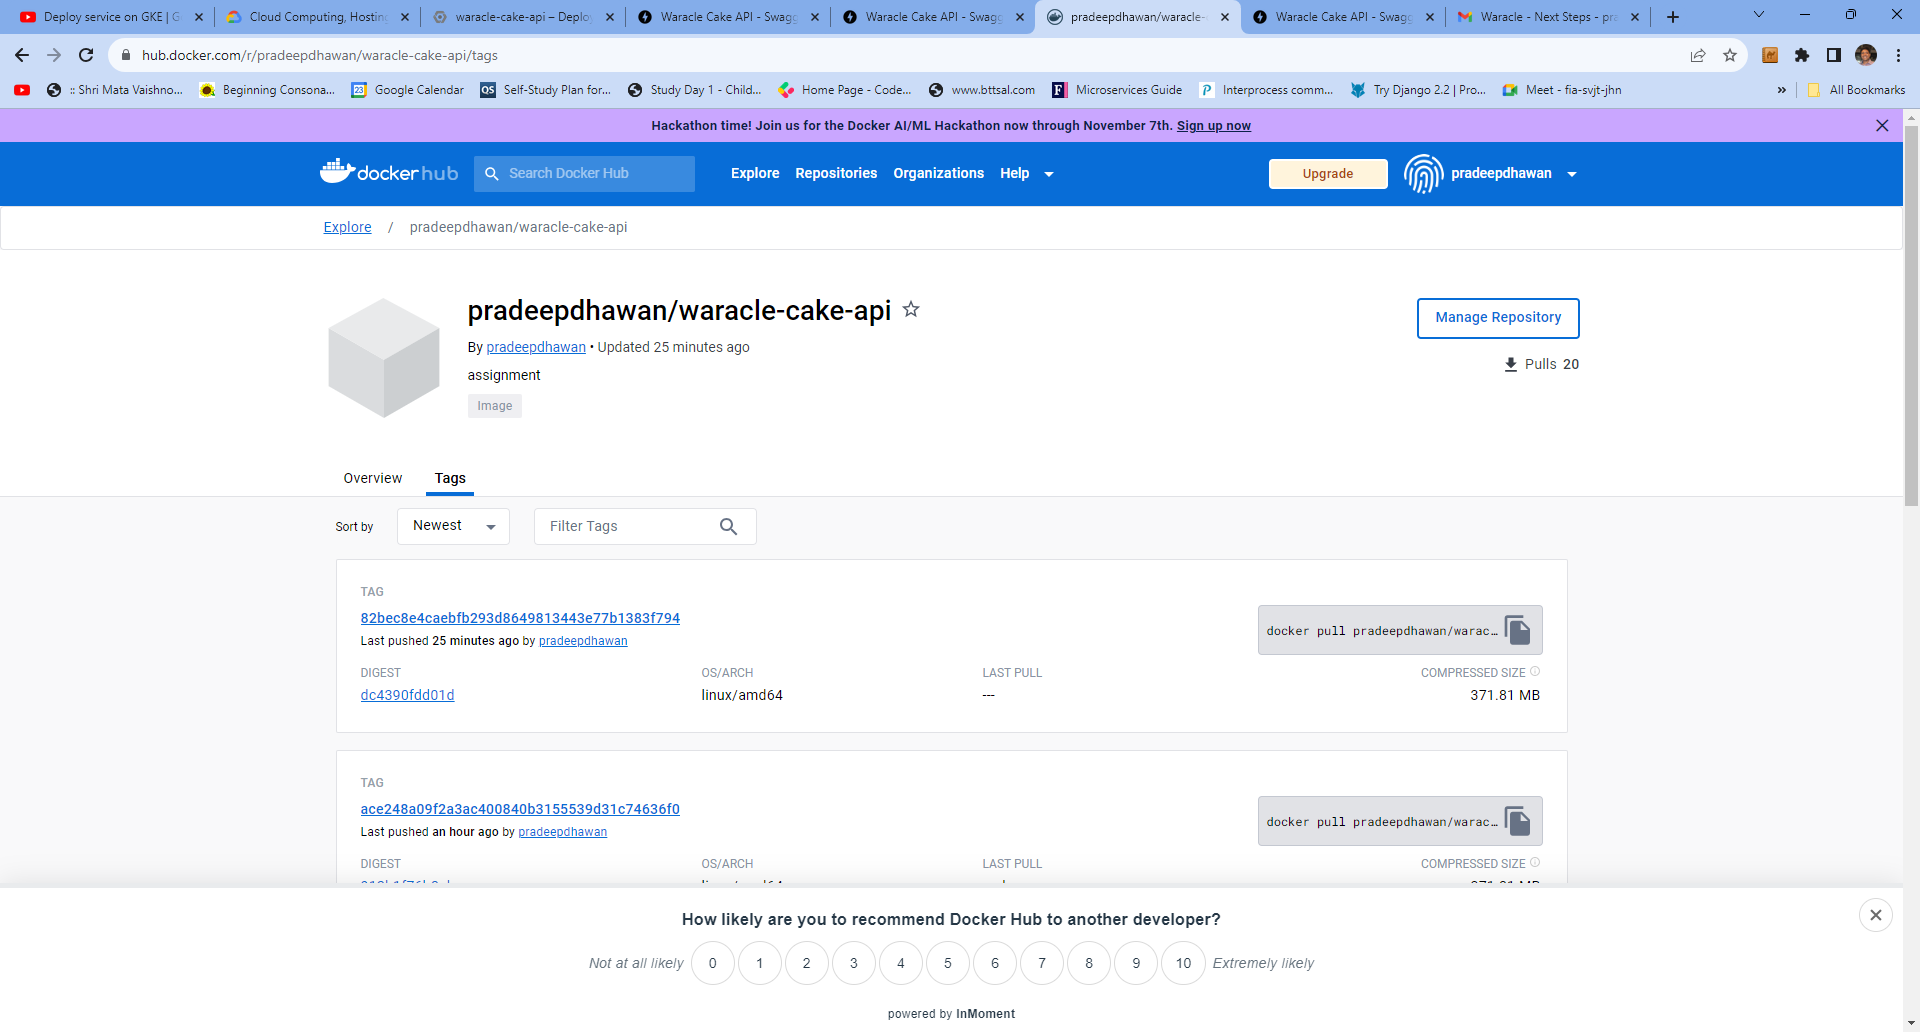 Deploy service on GKE | G
Cloud Computing, Hosting
waracle-cake-api – Deploy
Waracle Cake API - Swagg
Waracle Cake API - Swagg
pradeepdhawan/waracle-
Waracle Cake API - Swagg
Waracle - Next Steps - pra
hub.docker.com/r/pradeepdhawan/waracle-cake-api/tags
:: Shri Mata Vaishno...
Beginning Consona...
23
Google Calendar
QS
Self-Study Plan for...
Study Day 1 - Child...
Home Page - Code...
www.bttsal.com
F
Microservices Guide
P
Interprocess comm...
Try Django 2.2 | Pro...
Meet - fia-svjt-jhn
»
All Bookmarks
Hackathon time! Join us for the Docker AI/ML Hackathon now through November 7th. Sign up now
docker hub
Search Docker Hub
Explore
Repositories
Organizations
Help
Upgrade
pradeepdhawan
Explore / pradeepdhawan/waracle-cake-api
pradeepdhawan/waracle-cake-api
Manage Repository
By pradeepdhawan • Updated 25 minutes ago
Pulls 20
assignment
Image
Overview
Tags
Sort by
Newest
Filter Tags
TAG
82bec8e4caebfb293d8649813443e77b1383f794
docker pull pradeepdhawan/warac...
Last pushed 25 minutes ago by pradeepdhawan
DIGEST
OS/ARCH
LAST PULL
COMPRESSED SIZE
dc4390fdd01d
linux/amd64
---
371.81 MB
TAG
ace248a09f2a3ac400840b3155539d31c74636f0
docker pull pradeepdhawan/warac...
Last pushed an hour ago by pradeepdhawan
DIGEST
OS/ARCH
LAST PULL
COMPRESSED SIZE
How likely are you to recommend Docker Hub to another developer?
Not at all likely 0 1 2 3 4 5 6 7 8 9 10 Extremely likely
powered by InMoment